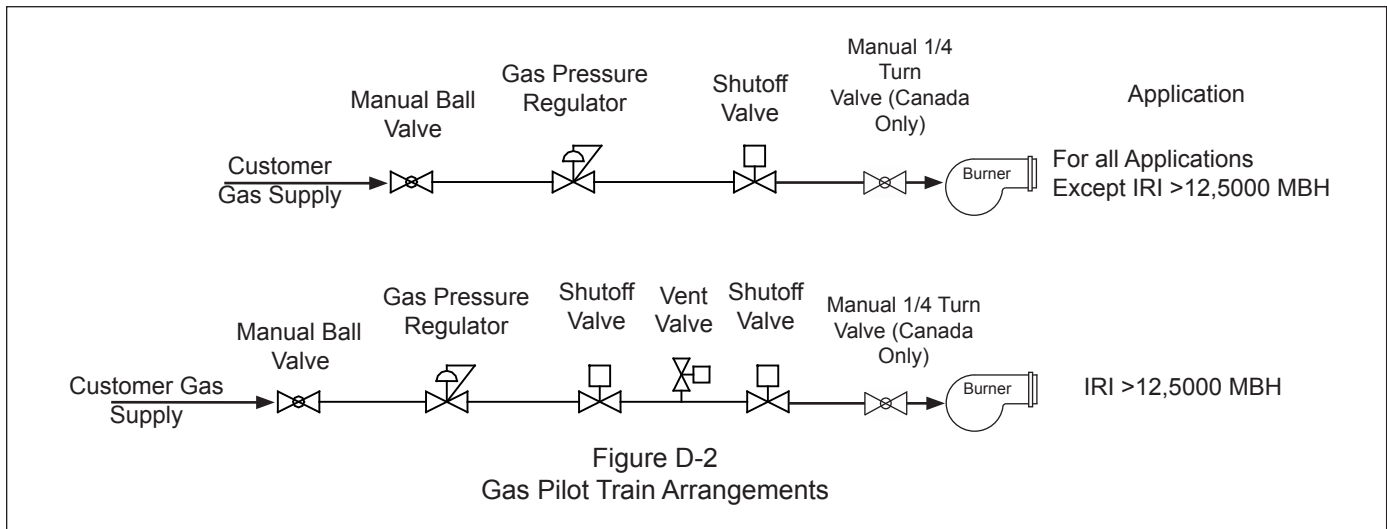 Manual Ball
Valve
Gas Pressure
Regulator
Shutoff
Valve
Manual 1/4
Turn
Valve (Canada
Only)
Application
Customer
Gas Supply
Burner
For all Applications
Except IRI >12,5000 MBH
Manual Ball
Valve
Gas Pressure
Regulator
Shutoff
Valve
Vent
Valve
Shutoff
Valve
Manual 1/4 Turn
Valve (Canada
Only)
Customer Gas
Supply
Burner
IRI >12,5000 MBH
Figure D-2
Gas Pilot Train Arrangements